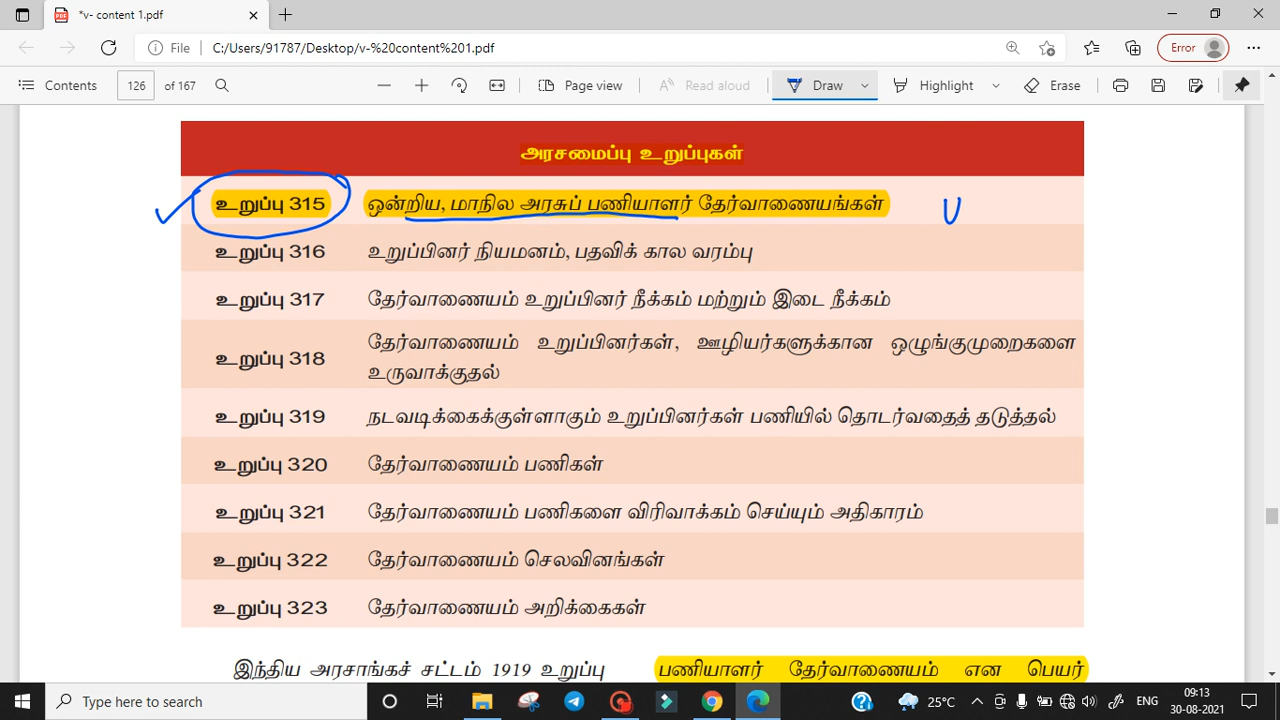 *v- content 1.pdf
File C:/Users/91787/Desktop/v-%20content%201.pdf Error
Contents 126 of 167 Page view Read aloud Draw Highlight Erase
அரசமைப்பு உறுப்புகள்
உறுப்பு 315 ஒன்றிய, மாநில அரசுப் பணியாளர் தேர்வாணையங்கள் U
உறுப்பு 316 உறுப்பினர் நியமனம், பதவிக் கால வரம்பு
உறுப்பு 317 தேர்வாணையம் உறுப்பினர் நீக்கம் மற்றும் இடை நீக்கம்
உறுப்பு 318 தேர்வாணையம் உறுப்பினர்கள், ஊழியர்களுக்கான ஒழுங்குமுறைகளை
உருவாக்குதல்
உறுப்பு 319 நடவடிக்கைக்குள்ளாகும் உறுப்பினர்கள் பணியில் தொடர்வதைத் தடுத்தல்
உறுப்பு 320 தேர்வாணையம் பணிகள்
உறுப்பு 321 தேர்வாணையம் பணிகளை விரிவாக்கம் செய்யும் அதிகாரம்
உறுப்பு 322 தேர்வாணையம் செலவினங்கள்
உறுப்பு 323 தேர்வாணையம் அறிக்கைகள்
இந்திய அரசாங்கச் சட்டம் 1919 உறுப்பு பணியாளர் தேர்வாணையம் என பெயர்
Type here to search 25°C ENG 09:13
30-08-2021